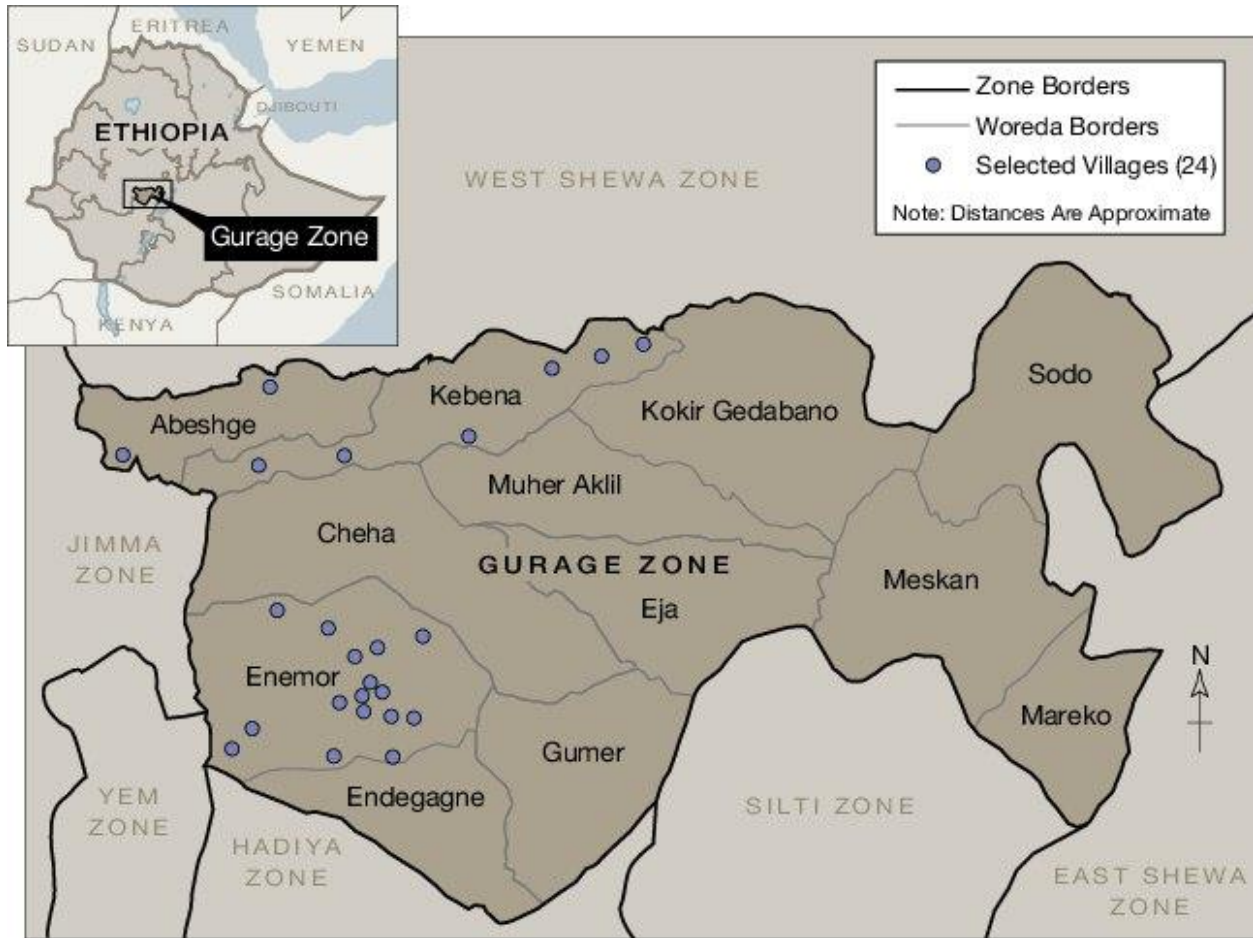 SUDAN
ERITREA
YEMEN
DJIBOUTI
ETHIOPIA
Gurage Zone
SOMALIA
KENYA
Zone Borders
Woreda Borders
Selected Villages (24)
Note: Distances Are Approximate
WEST SHEWA ZONE
Sodo
Kebena
Kokir Gedabano
Abeshge
Muher Aklil
Cheha
JIMMA
ZONE
GURAGE ZONE
Meskan
Eja
Enemor
N
Mareko
Gumer
Endegagne
YEM
ZONE
SILTI ZONE
HADIYA
ZONE
EAST SHEWA
ZONE